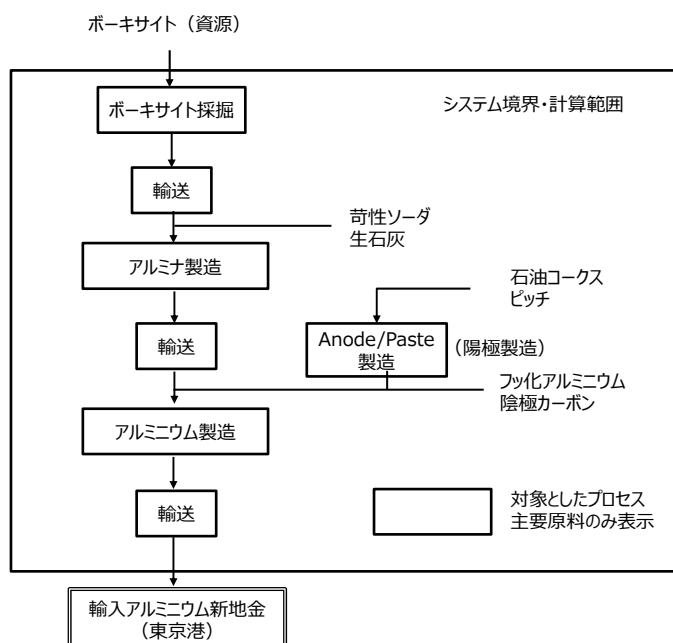 ボーキサイト（資源）
システム境界・計算範囲
ボーキサイト採掘
輸送
苛性ソーダ
生石灰
アルミナ製造
石油コークス
ピッチ
輸送
Anode/Paste
製造
（陽極製造）
フッ化アルミニウム
陰極カーボン
アルミニウム製造
輸送
対象としたプロセス
主要原料のみ表示
輸入アルミニウム新地金
（東京港）